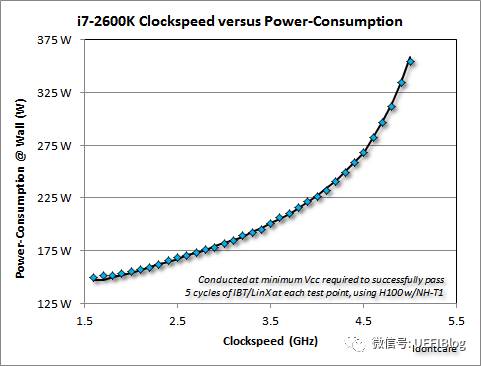 i7-2600K Clockspeed versus Power-Consumption
375 W
325 W
275 W
225 W
175 W
125 W
Power-Consumption @ Wall (W)
Conducted at minimum Vcc required to successfully pass
5 cycles of IBT/LinX at each test point, using H100 w/NH-T1
1.5 2.5 3.5 4.5 5.5
Clockspeed (GHz)
Idontcare
微信号: UEFIBlog